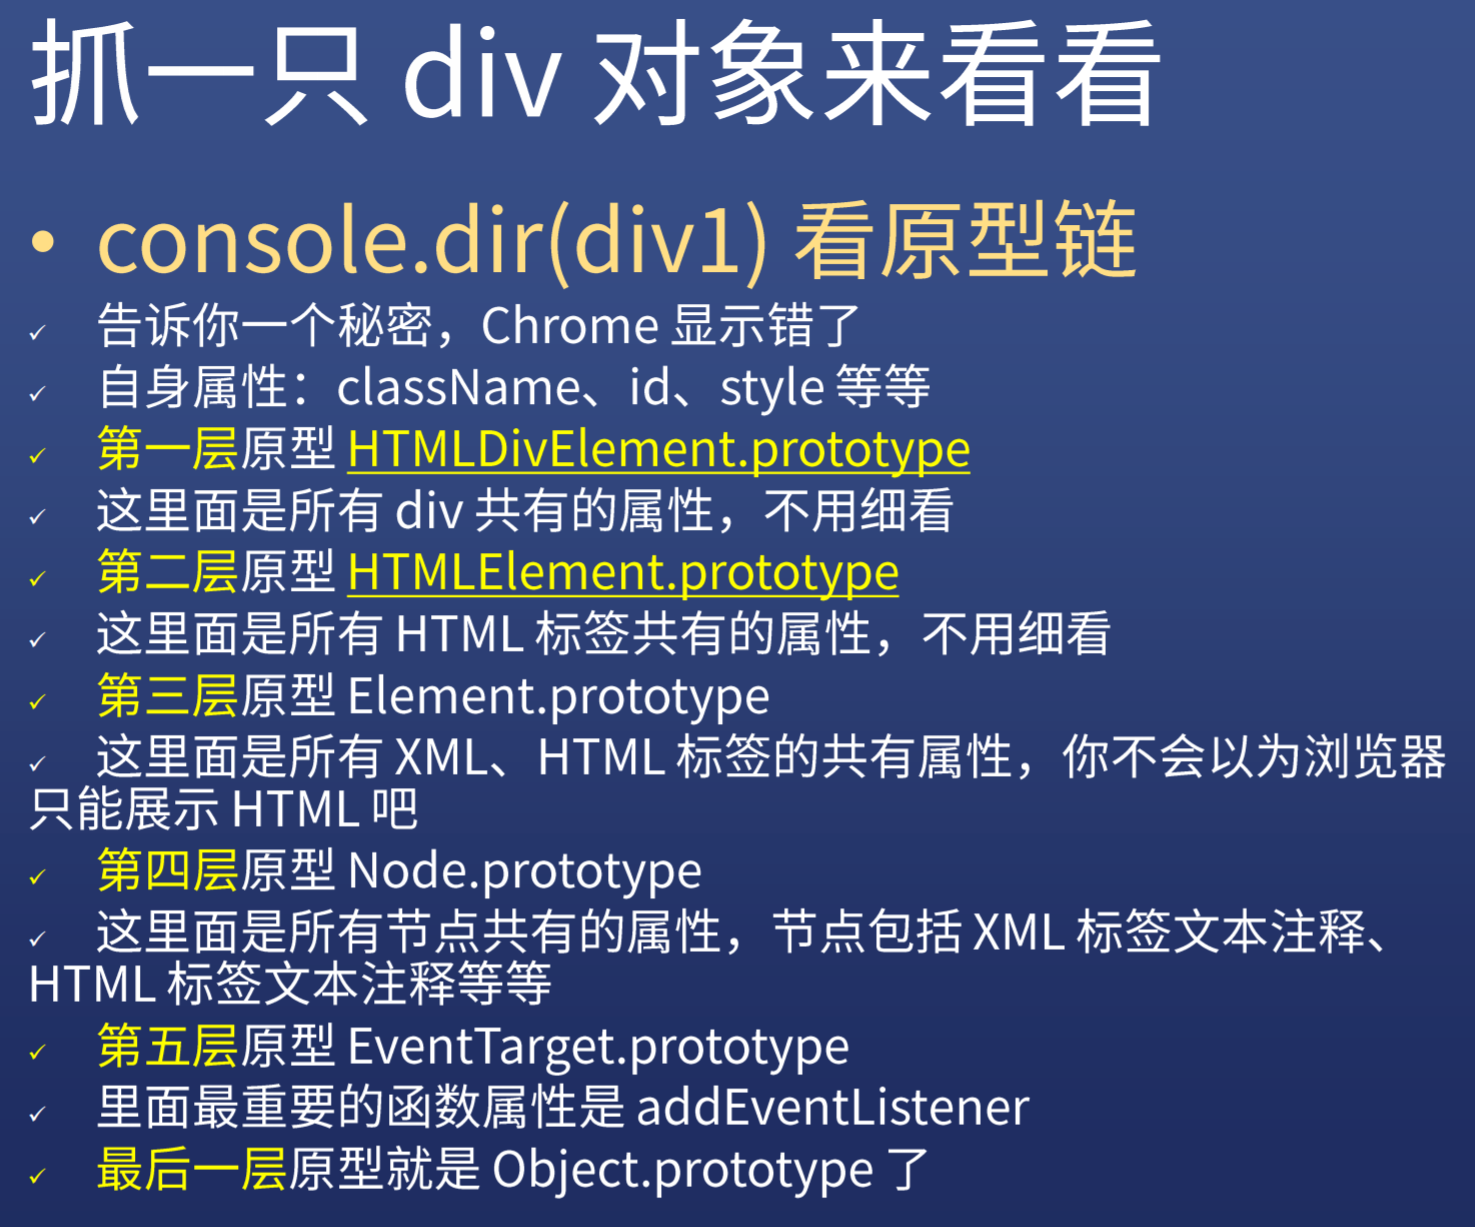 抓一只 div 对象来看看
• console.dir(div1) 看原型链
✓ 告诉你一个秘密，Chrome 显示错了
✓ 自身属性：className、id、style 等等
✓ 第一层原型 HTMLDivElement.prototype
✓ 这里面是所有 div 共有的属性，不用细看
✓ 第二层原型 HTMLElement.prototype
✓ 这里面是所有 HTML 标签共有的属性，不用细看
✓ 第三层原型 Element.prototype
✓ 这里面是所有 XML、HTML 标签的共有属性，你不会以为浏览器
只能展示 HTML 吧
✓ 第四层原型 Node.prototype
✓ 这里面是所有节点共有的属性，节点包括 XML 标签文本注释、
HTML 标签文本注释等等
✓ 第五层原型 EventTarget.prototype
✓ 里面最重要的函数属性是 addEventListener
✓ 最后一层原型就是 Object.prototype 了